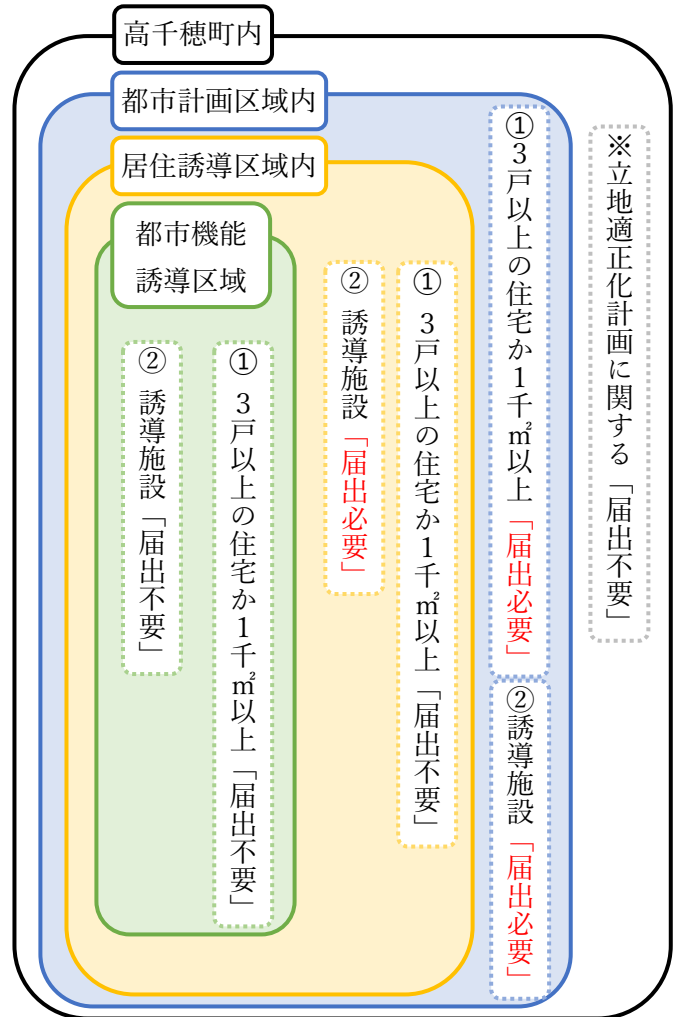 高千穂町内
都市計画区域内
居住誘導区域内
都市機能
誘導区域
※立地適正化計画に関する「届出不要」
①3戸以上の住宅か1千㎡以上「届出必要」
②誘導施設「届出必要」
① 3戸以上の住宅か1千㎡以上「届出不要」
② 誘導施設「届出必要」
① 3戸以上の住宅か1千㎡以上「届出不要」
② 誘導施設「届出不要」